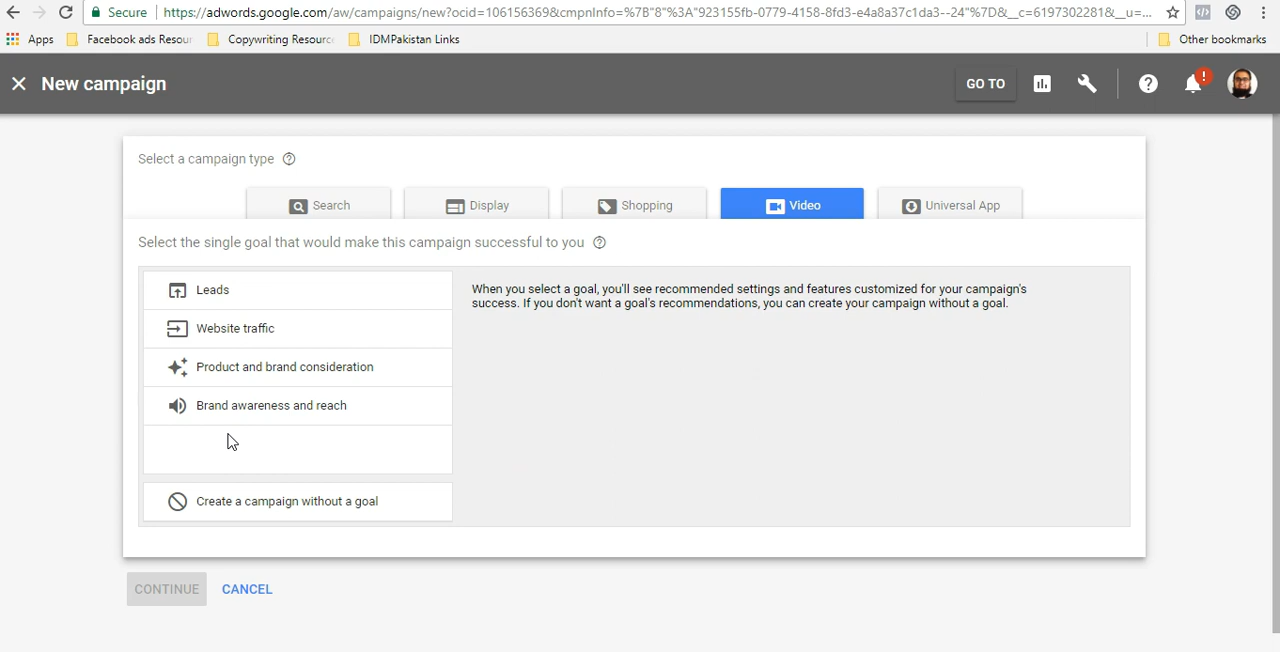 Secure https://adwords.google.com/aw/campaigns/new?ocid=106156369&cmpnInfo=%7B"8"%3A"923155fb-0779-4158-8fd3-e4a8a37c1da3--24"%7D&__c=6197302281&__u=...
Apps Facebook ads Resour Copywriting Resourc IDMPakistan Links Other bookmarks
New campaign GO TO
Select a campaign type
Search Display Shopping Video Universal App
Select the single goal that would make this campaign successful to you
Leads
Website traffic
Product and brand consideration
Brand awareness and reach
Create a campaign without a goal
When you select a goal, you'll see recommended settings and features customized for your campaign's
success. If you don't want a goal's recommendations, you can create your campaign without a goal.
CONTINUE CANCEL